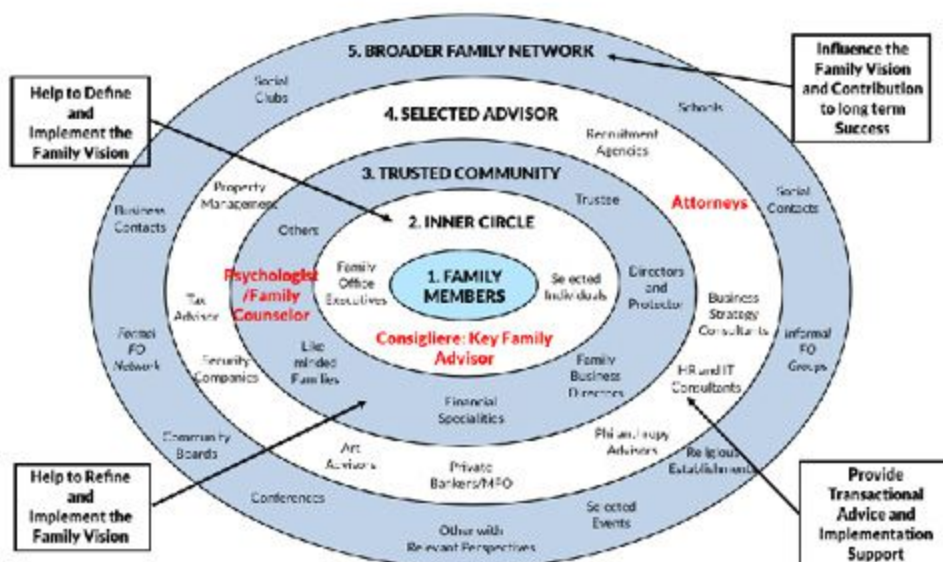 5. BROADER FAMILY NETWORK
Influence the
Family Vision
and Contribution
to long term
Success
Help to Define
and
Implement the
Family Vision
Social
Clubs
Schools
4. SELECTED ADVISOR
Recruitment
Agencies
3. TRUSTED COMMUNITY
Property
Management
Trustee
Attorneys
Social
Contacts
Business
Contacts
Others
2. INNER CIRCLE
Psychologist
/Family
Counselor
Family
Office
Executives
1. FAMILY
MEMBERS
Selected
Individuals
Directors
and
Protector
Tax
Advisor
Business
Strategy
Consultants
Formal
FO
Network
Informal
FO
Groups
Consigliere: Key Family
Advisor
Like
minded
Families
Security
Companies
Family
Business
Directors
HR and IT
Consultants
Financial
Specialities
Community
Boards
Art
Advisors
Private
Bankers/MFO
Philanthropy
Advisors
Religious
Establishment
Help to Refine
and
Implement the
Family Vision
Conferences
Selected
Events
Other with
Relevant Perspectives
Provide
Transactional
Advice and
Implementation
Support